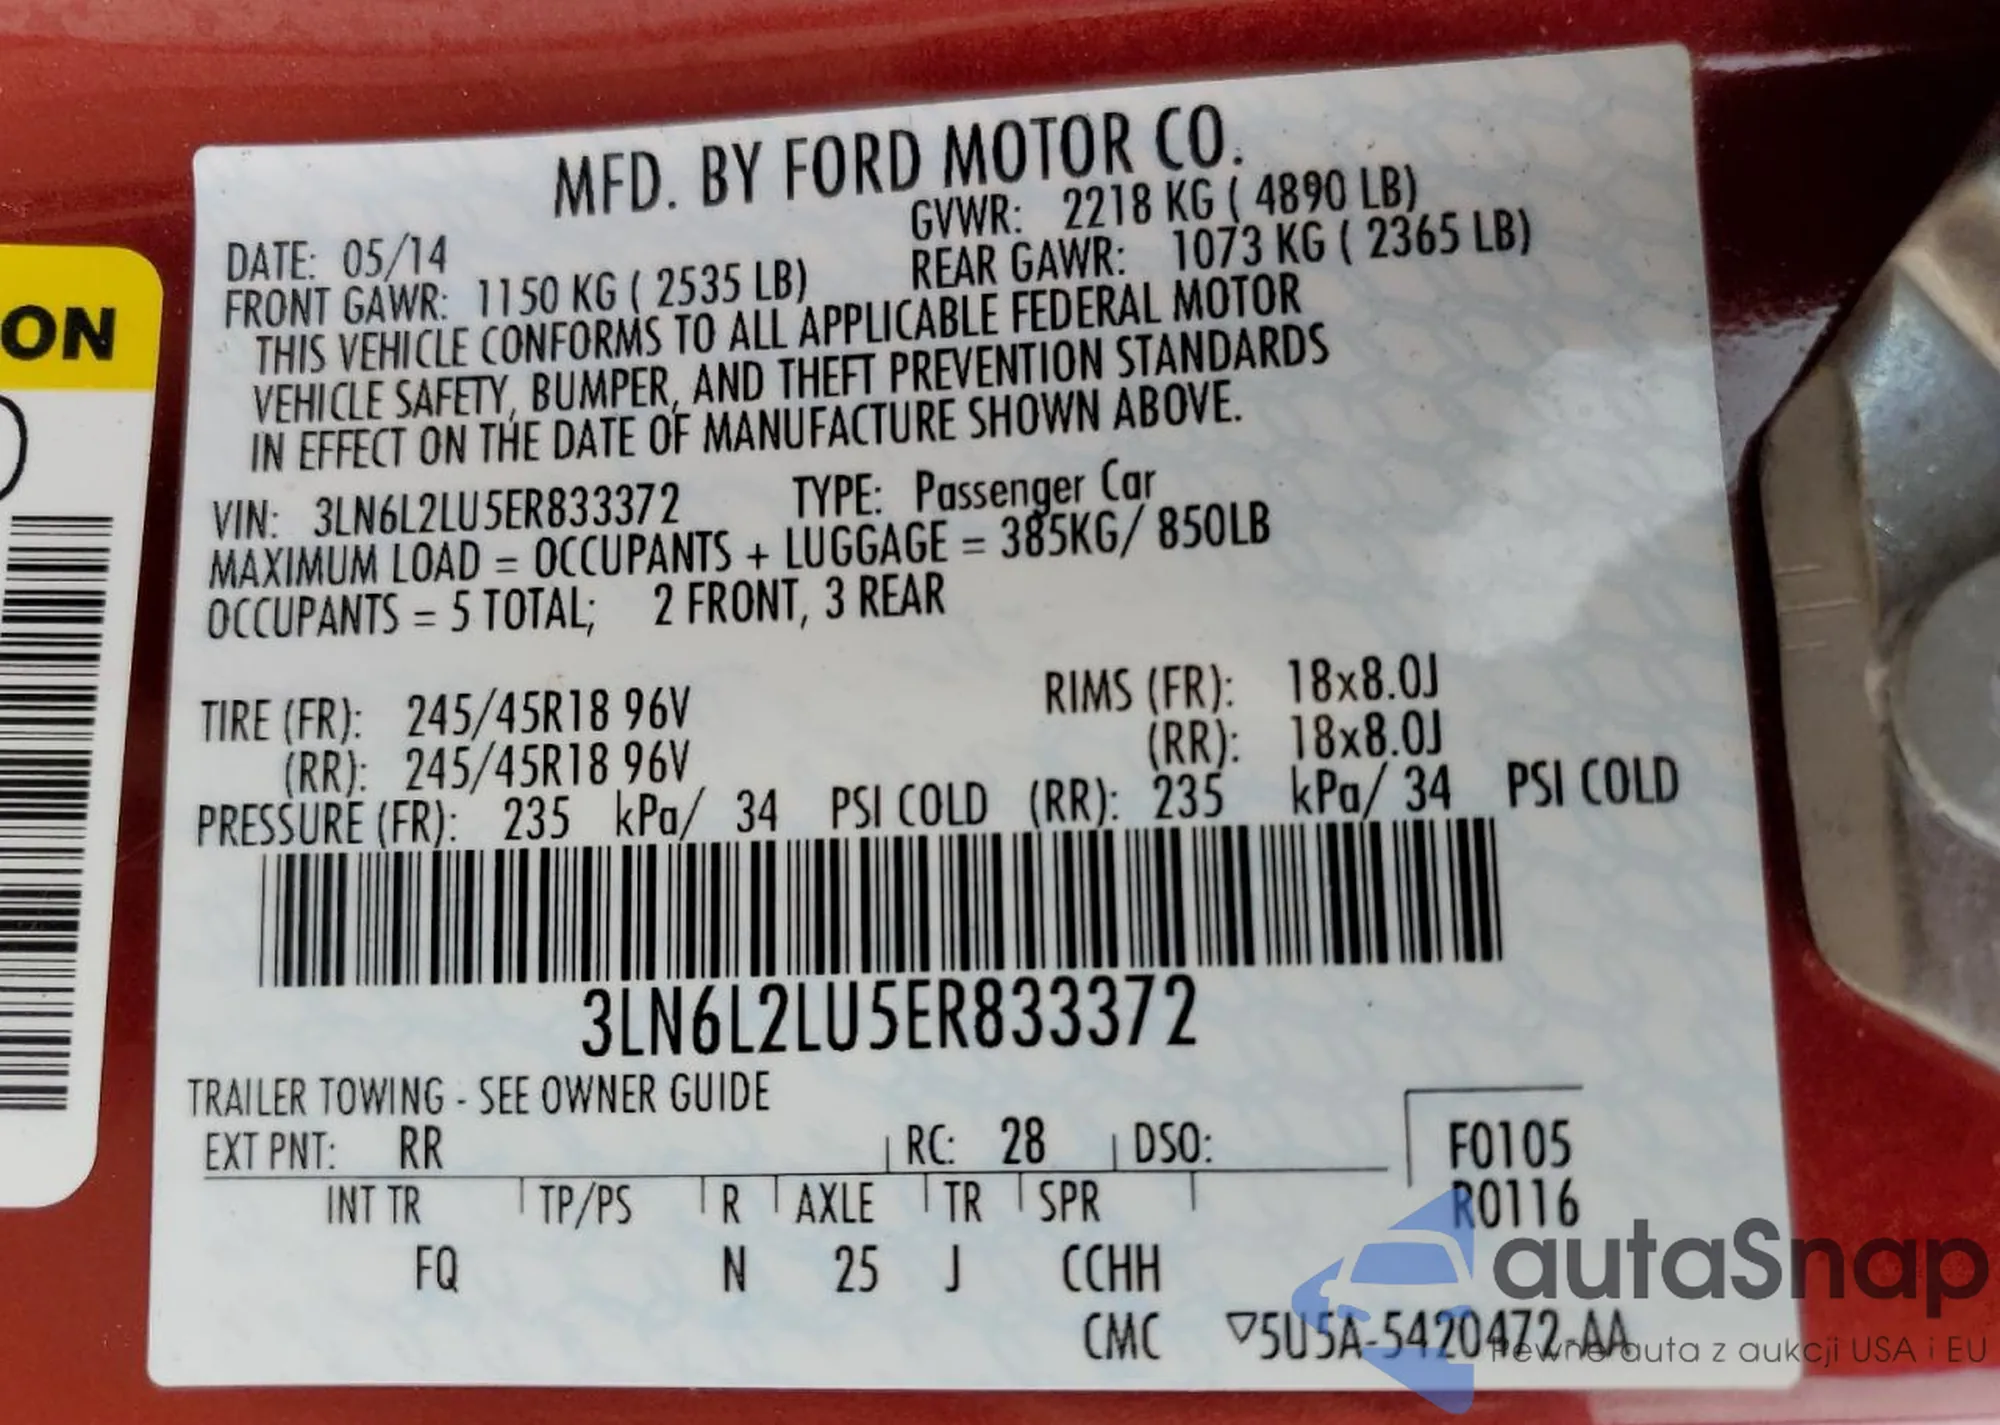 MFD. BY FORD MOTOR CO.
DATE: 05/14 GVWR: 2218 KG ( 4890 LB)
FRONT GAWR: 1150 KG ( 2535 LB) REAR GAWR: 1073 KG ( 2365 LB)
THIS VEHICLE CONFORMS TO ALL APPLICABLE FEDERAL MOTOR
VEHICLE SAFETY, BUMPER, AND THEFT PREVENTION STANDARDS
IN EFFECT ON THE DATE OF MANUFACTURE SHOWN ABOVE.
VIN: 3LN6L2LU5ER833372 TYPE: Passenger Car
MAXIMUM LOAD = OCCUPANTS + LUGGAGE = 385KG/ 850LB
OCCUPANTS = 5 TOTAL; 2 FRONT, 3 REAR
TIRE (FR): 245/45R18 96V RIMS (FR): 18x8.0J
(RR): 245/45R18 96V (RR): 18x8.0J
PRESSURE (FR): 235 kPa/ 34 PSI COLD (RR): 235 kPa/ 34 PSI COLD
3LN6L2LU5ER833372
TRAILER TOWING - SEE OWNER GUIDE
EXT PNT: RR RC: 28 DSO: F0105
INT TR TP/PS R AXLE TR SPR R0116
FQ N 25 J CCHH
CMC ▽5U5A-5420472-AA
ON
autaSnap
Pewne auta z aukcji USA i EU